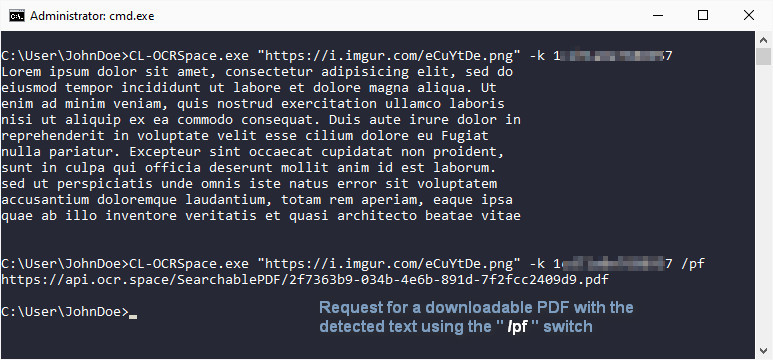 Administrator: cmd.exe
C:\User\JohnDoe>CL-OCRSpace.exe "https://i.imgur.com/eCuYtDe.png" -k 1 7
Lorem ipsum dolor sit amet, consectetur adipisicing elit, sed do
eiusmod tempor incididunt ut labore et dolore magna aliqua. Ut
enim ad minim veniam, quis nostrud exercitation ullamco laboris
nisi ut aliquip ex ea commodo consequat. Duis aute irure dolor in
reprehenderit in voluptate velit esse cilium dolore eu Fugiat
nulla pariatur. Excepteur sint occaecat cupidatat non proident,
sunt in culpa qui officia deserunt mollit anim id est laborum.
sed ut perspiciatis unde omnis iste natus error sit voluptatem
accusantium doloremque laudantium, totam rem aperiam, eaque ipsa
quae ab illo inventore veritatis et quasi architecto beatae vitae
C:\User\JohnDoe>CL-OCRSpace.exe "https://i.imgur.com/eCuYtDe.png" -k 1 7 /pf
https://api.ocr.space/SearchablePDF/2f7363b9-034b-4e6b-891d-7f2fcc2409d9.pdf
C:\User\JohnDoe>
Request for a downloadable PDF with the
detected text using the " /pf " switch